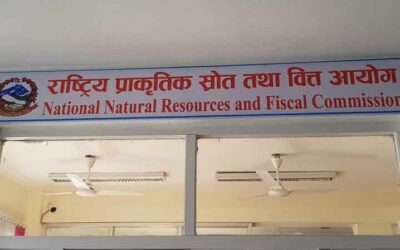 राष्ट्रिय प्राकृतिक स्रोत तथा वित्त आयोग
National Natural Resources and Fiscal Commission